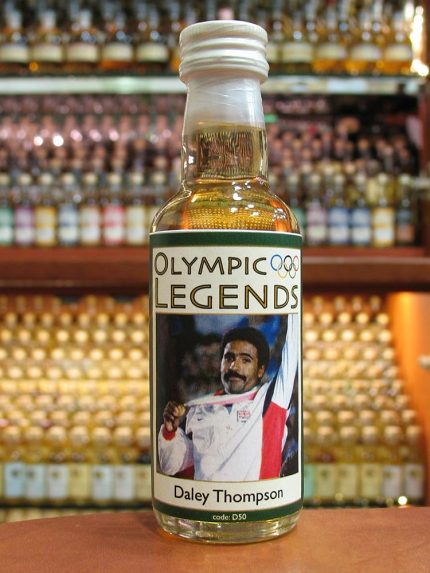 OLYMPIC
LEGENDS
Daley Thompson
code: D50